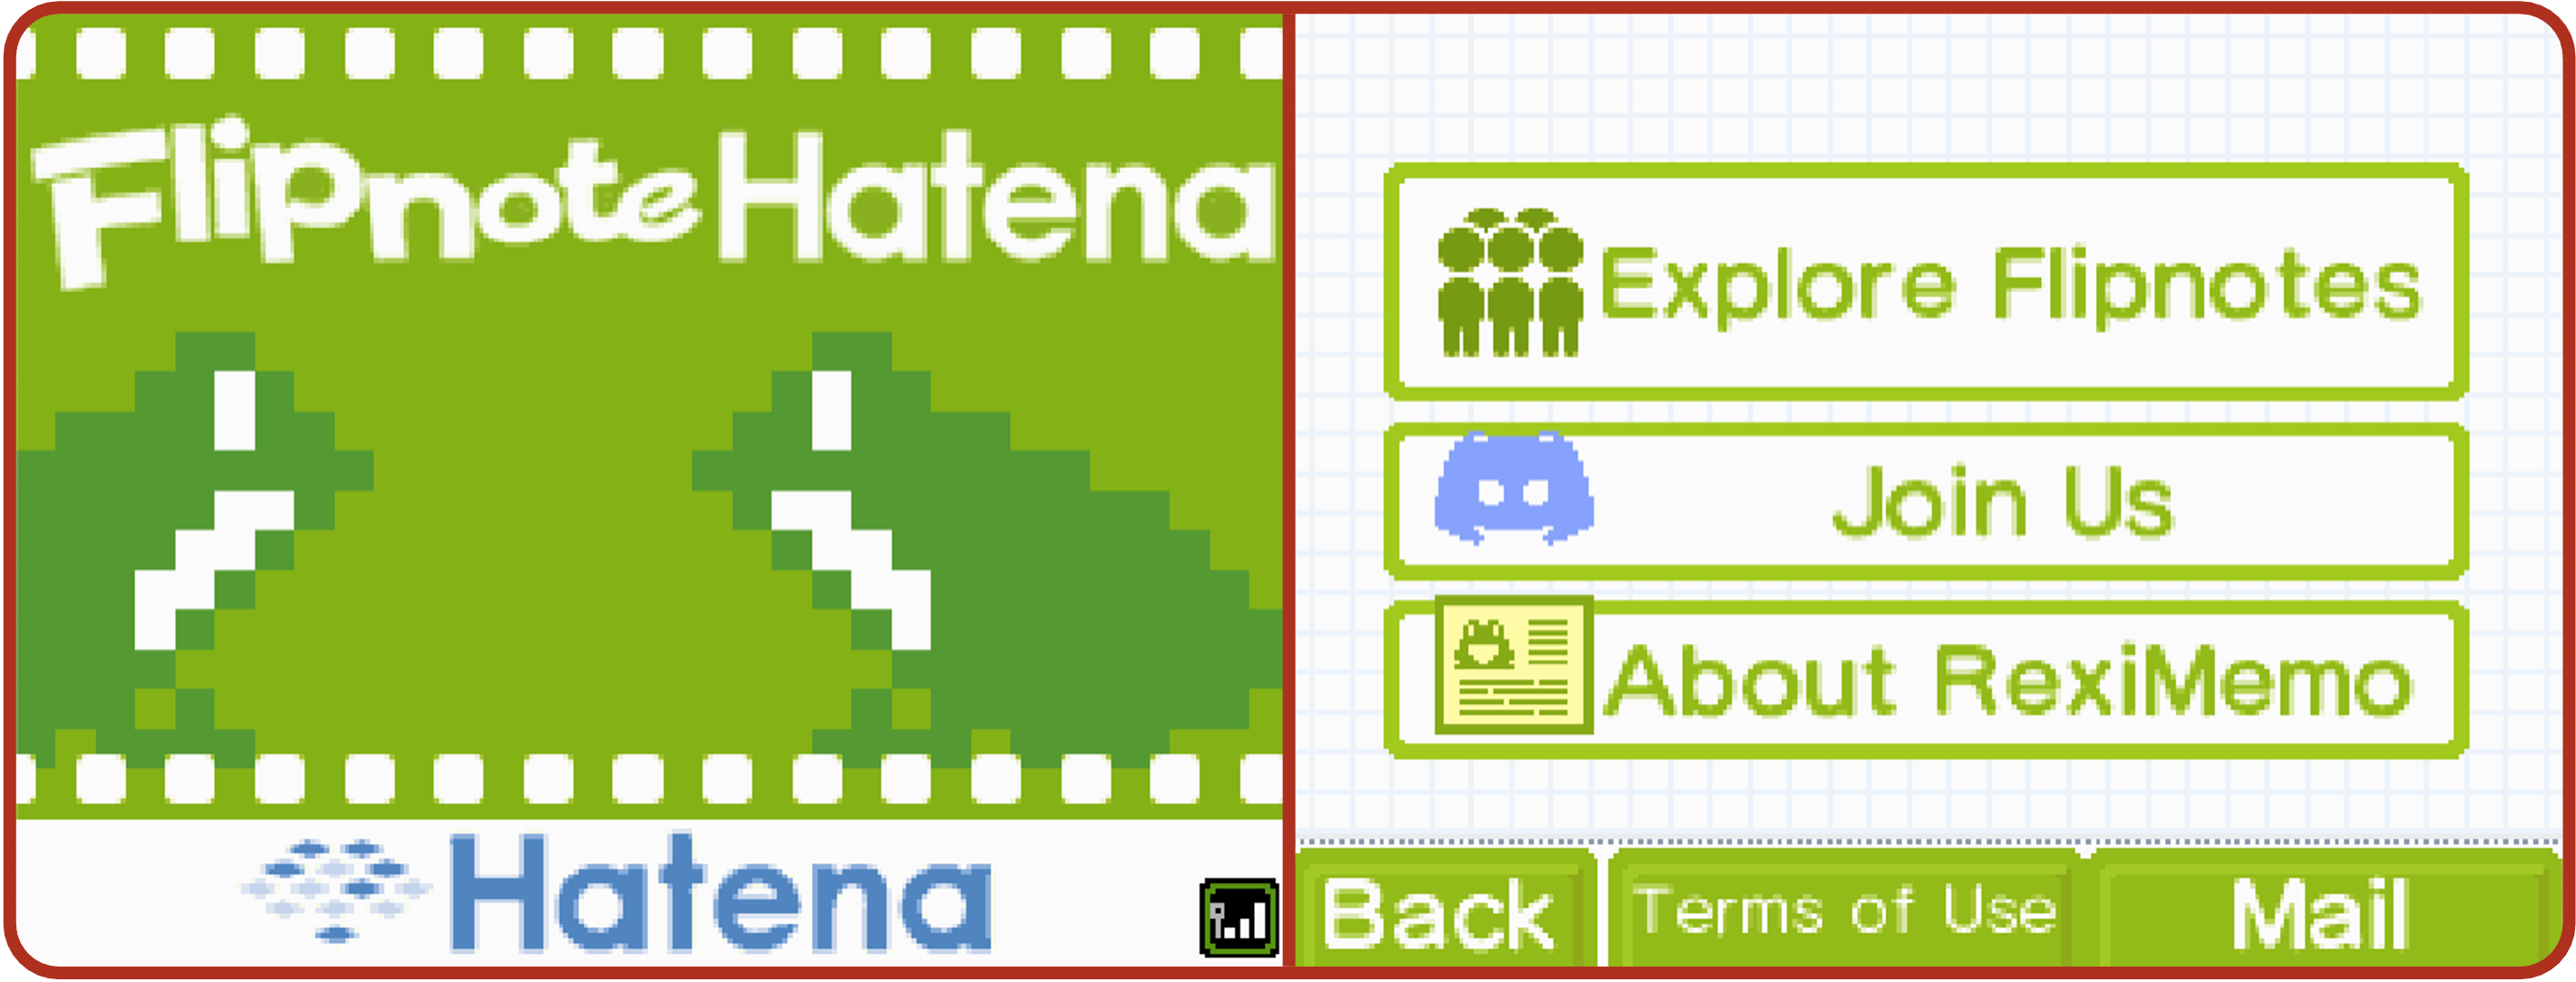 Flipnote Hatena
Hatena
Explore Flipnotes
Join Us
About RexiMemo
Back
Terms of Use
Mail